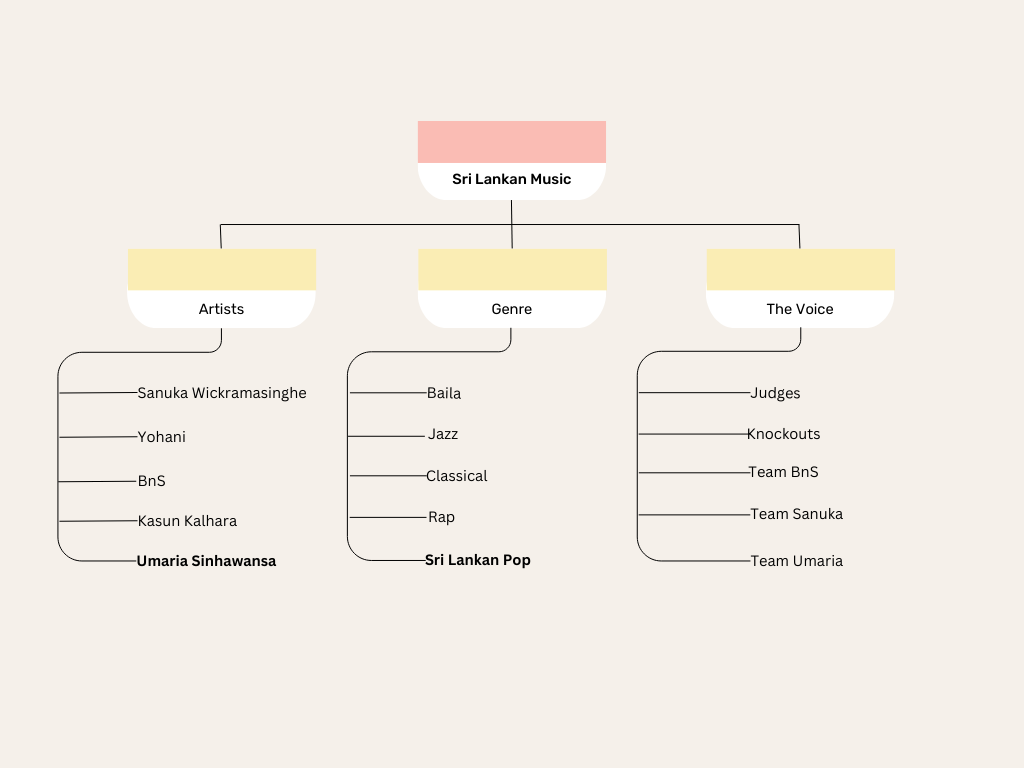 Sri Lankan Music
Artists
Genre
The Voice
Sanuka Wickramasinghe
Yohani
BnS
Kasun Kalhara
Umaria Sinhawansa
Baila
Jazz
Classical
Rap
Sri Lankan Pop
Judges
Knockouts
Team BnS
Team Sanuka
Team Umaria